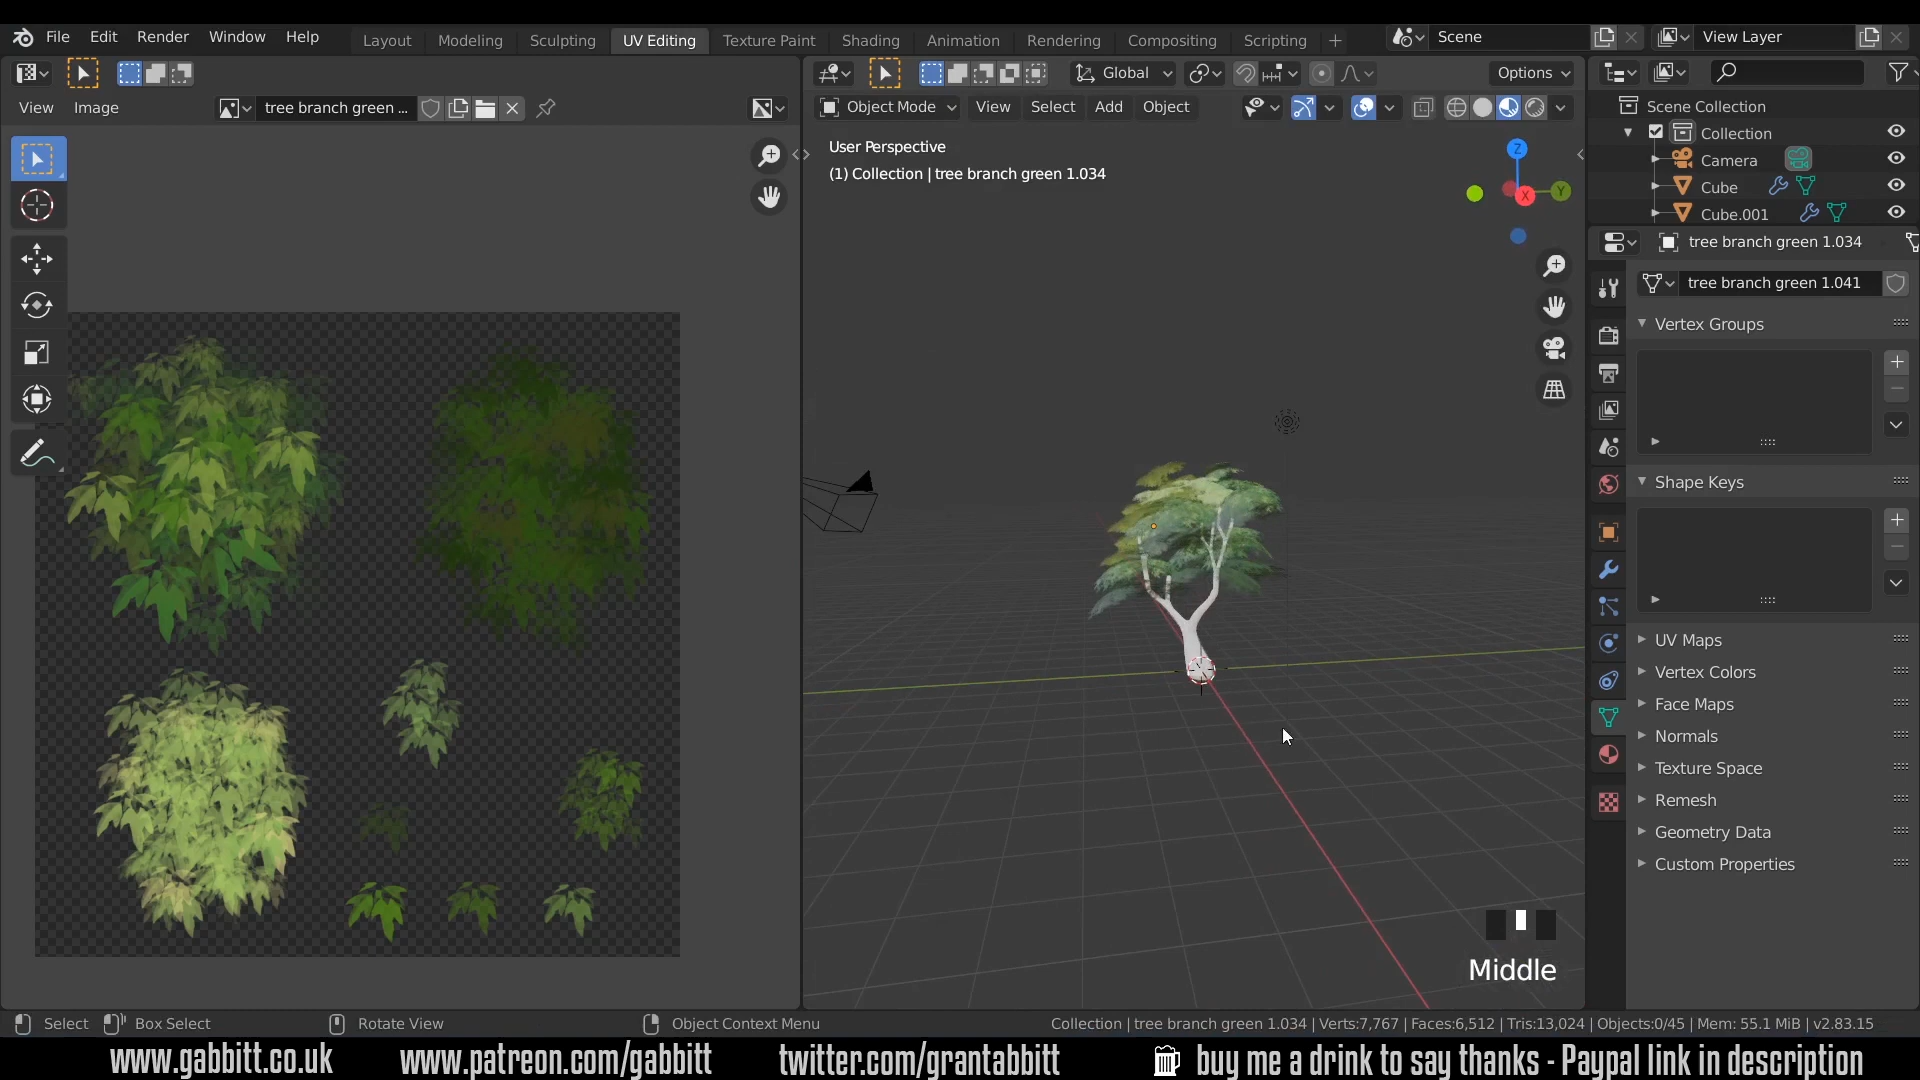 File Edit Render Window Help Layout Modeling Sculpting UV Editing Texture Paint Shading Animation Rendering Compositing Scripting + Scene View Layer
Global Options
View Image tree branch green ... Object Mode View Select Add Object
User Perspective
(1) Collection | tree branch green 1.034
Z
Y
X
Scene Collection
Collection
Camera
Cube
Cube.001
tree branch green 1.034
tree branch green 1.041
Vertex Groups
Shape Keys
UV Maps
Vertex Colors
Face Maps
Normals
Texture Space
Remesh
Geometry Data
Custom Properties
Middle
Select Box Select Rotate View Object Context Menu Collection | tree branch green 1.034 | Verts:7,767 | Faces:6,512 | Tris:13,024 | Objects:0/45 | Mem: 55.1 MiB | v2.83.15
www.gabbitt.co.uk www.patreon.com/gabbitt twitter.com/grantabbitt buy me a drink to say thanks - Paypal link in description